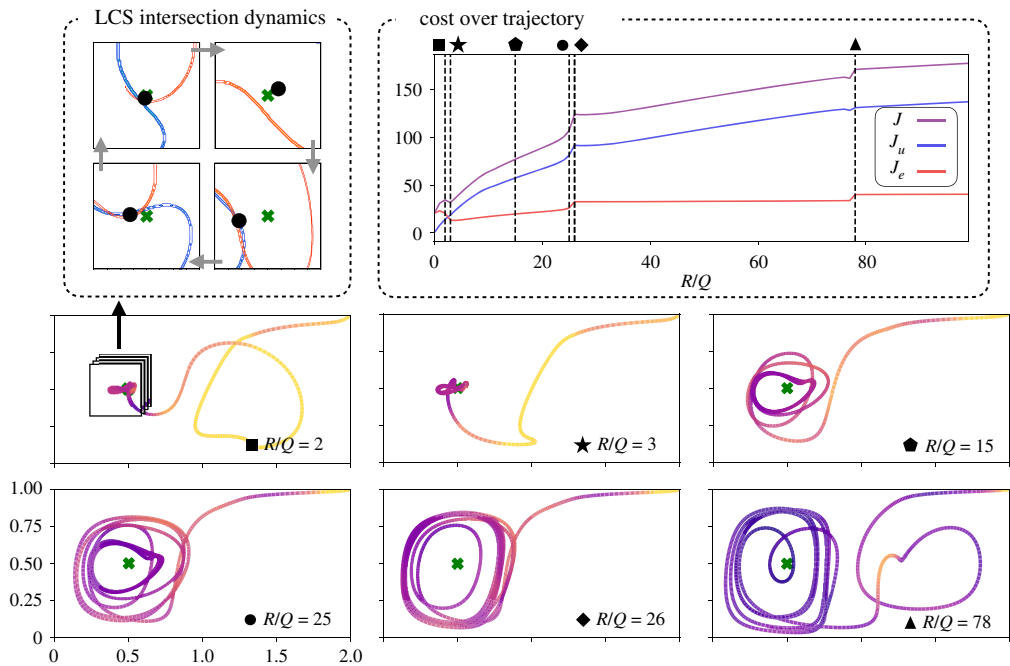 LCS intersection dynamics
cost over trajectory
150
100
50
0
J
J_u
J_e
0 20 40 60 80
R/Q
R/Q = 2
R/Q = 3
R/Q = 15
1.00
0.75
0.50
0.25
0
R/Q = 25
R/Q = 26
R/Q = 78
0 0.5 1.0 1.5 2.0